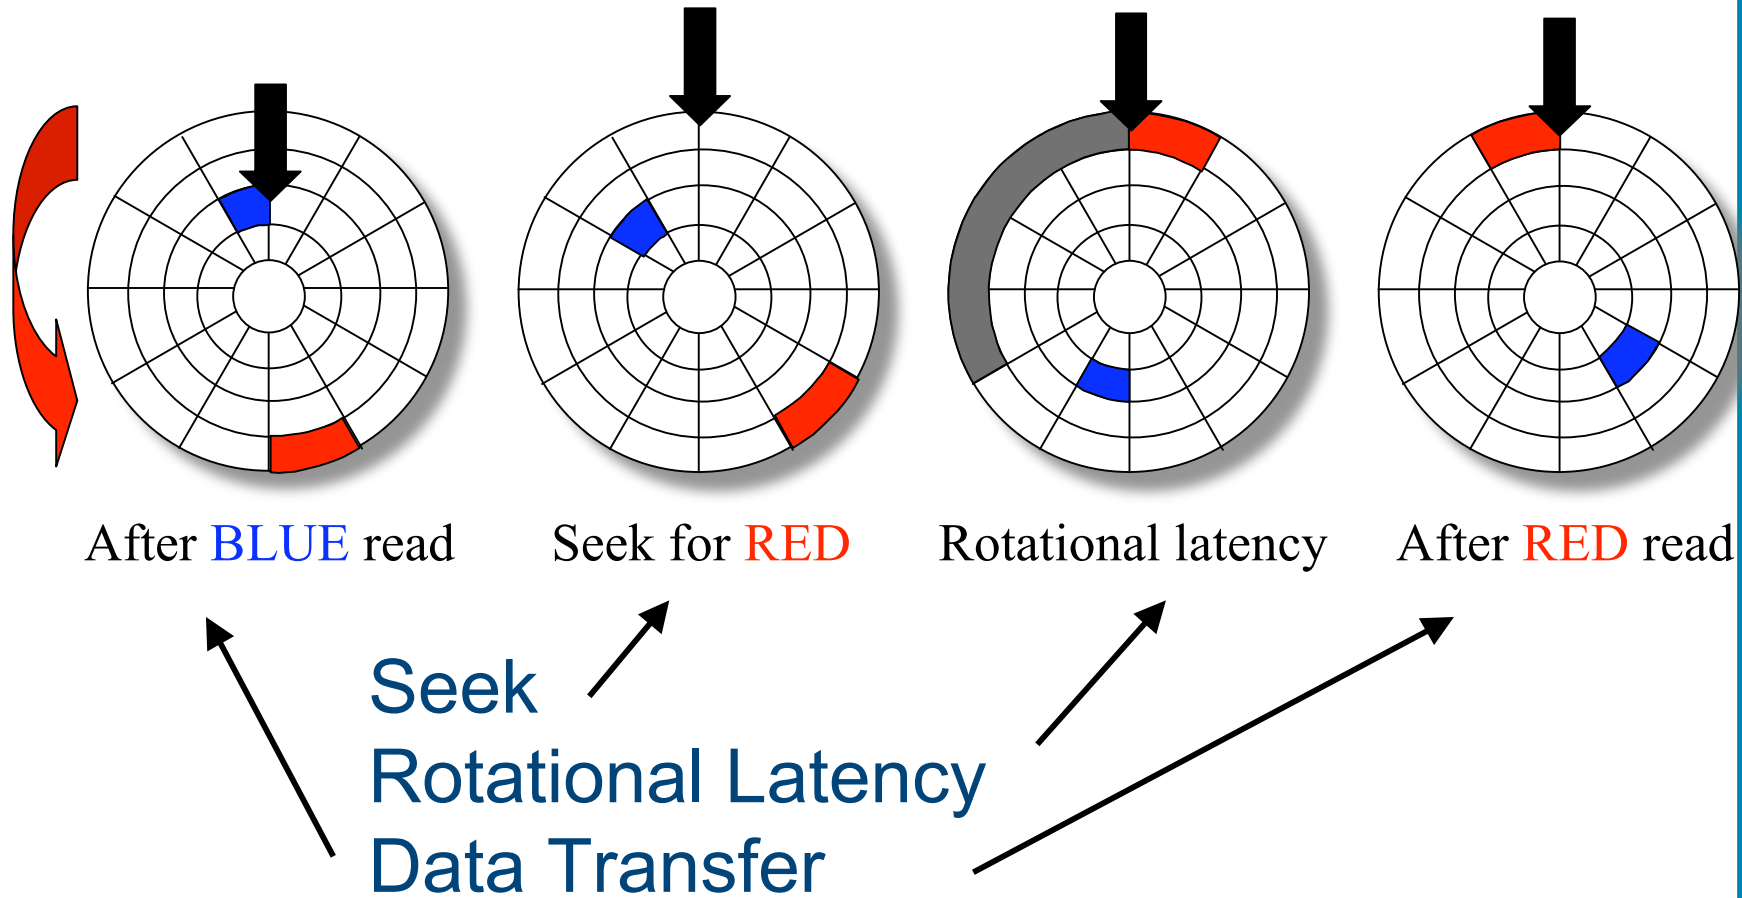 After BLUE read
Seek for RED
Rotational latency
After RED read
Seek
Rotational Latency
Data Transfer